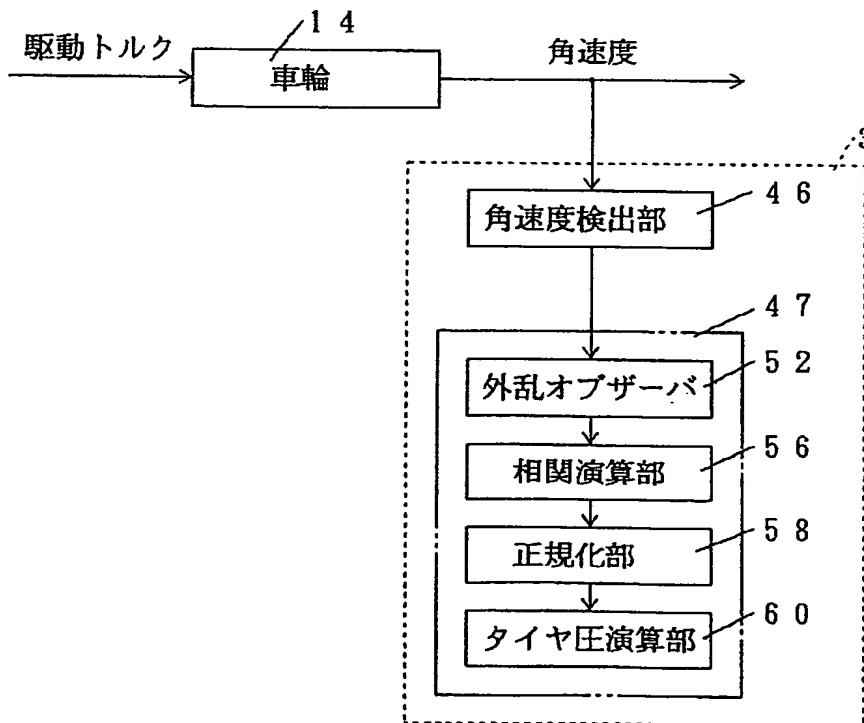 １４
駆動トルク
車輪
角速度
角速度検出部
４６
４７
外乱オブザーバ
５２
相関演算部
５６
正規化部
５８
タイヤ圧演算部
６０